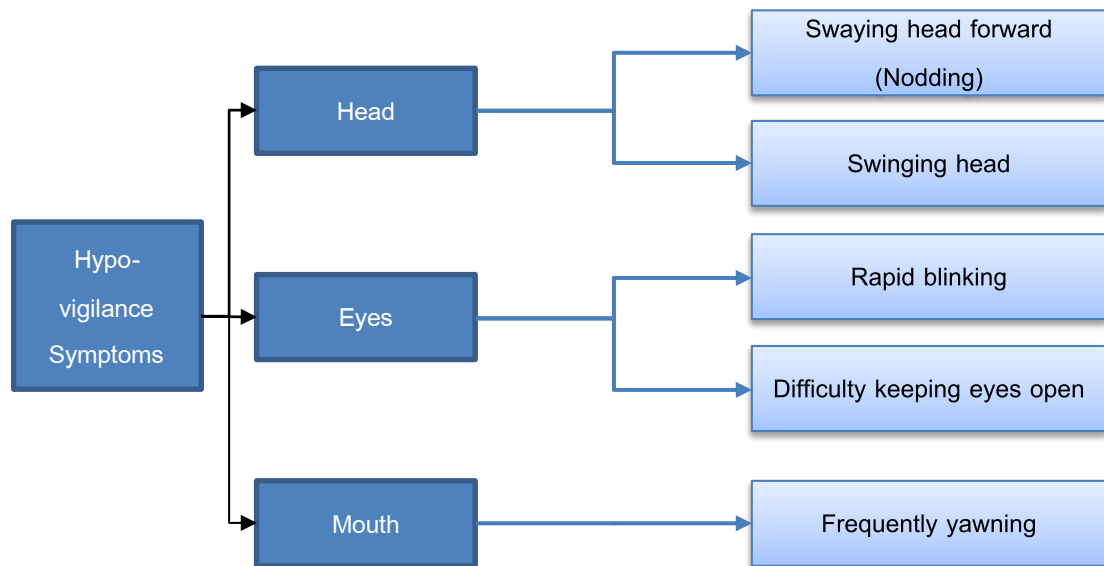 Hypo-
vigilance
Symptoms
Head
Swaying head forward
(Nodding)
Swinging head
Eyes
Rapid blinking
Difficulty keeping eyes open
Mouth
Frequently yawning